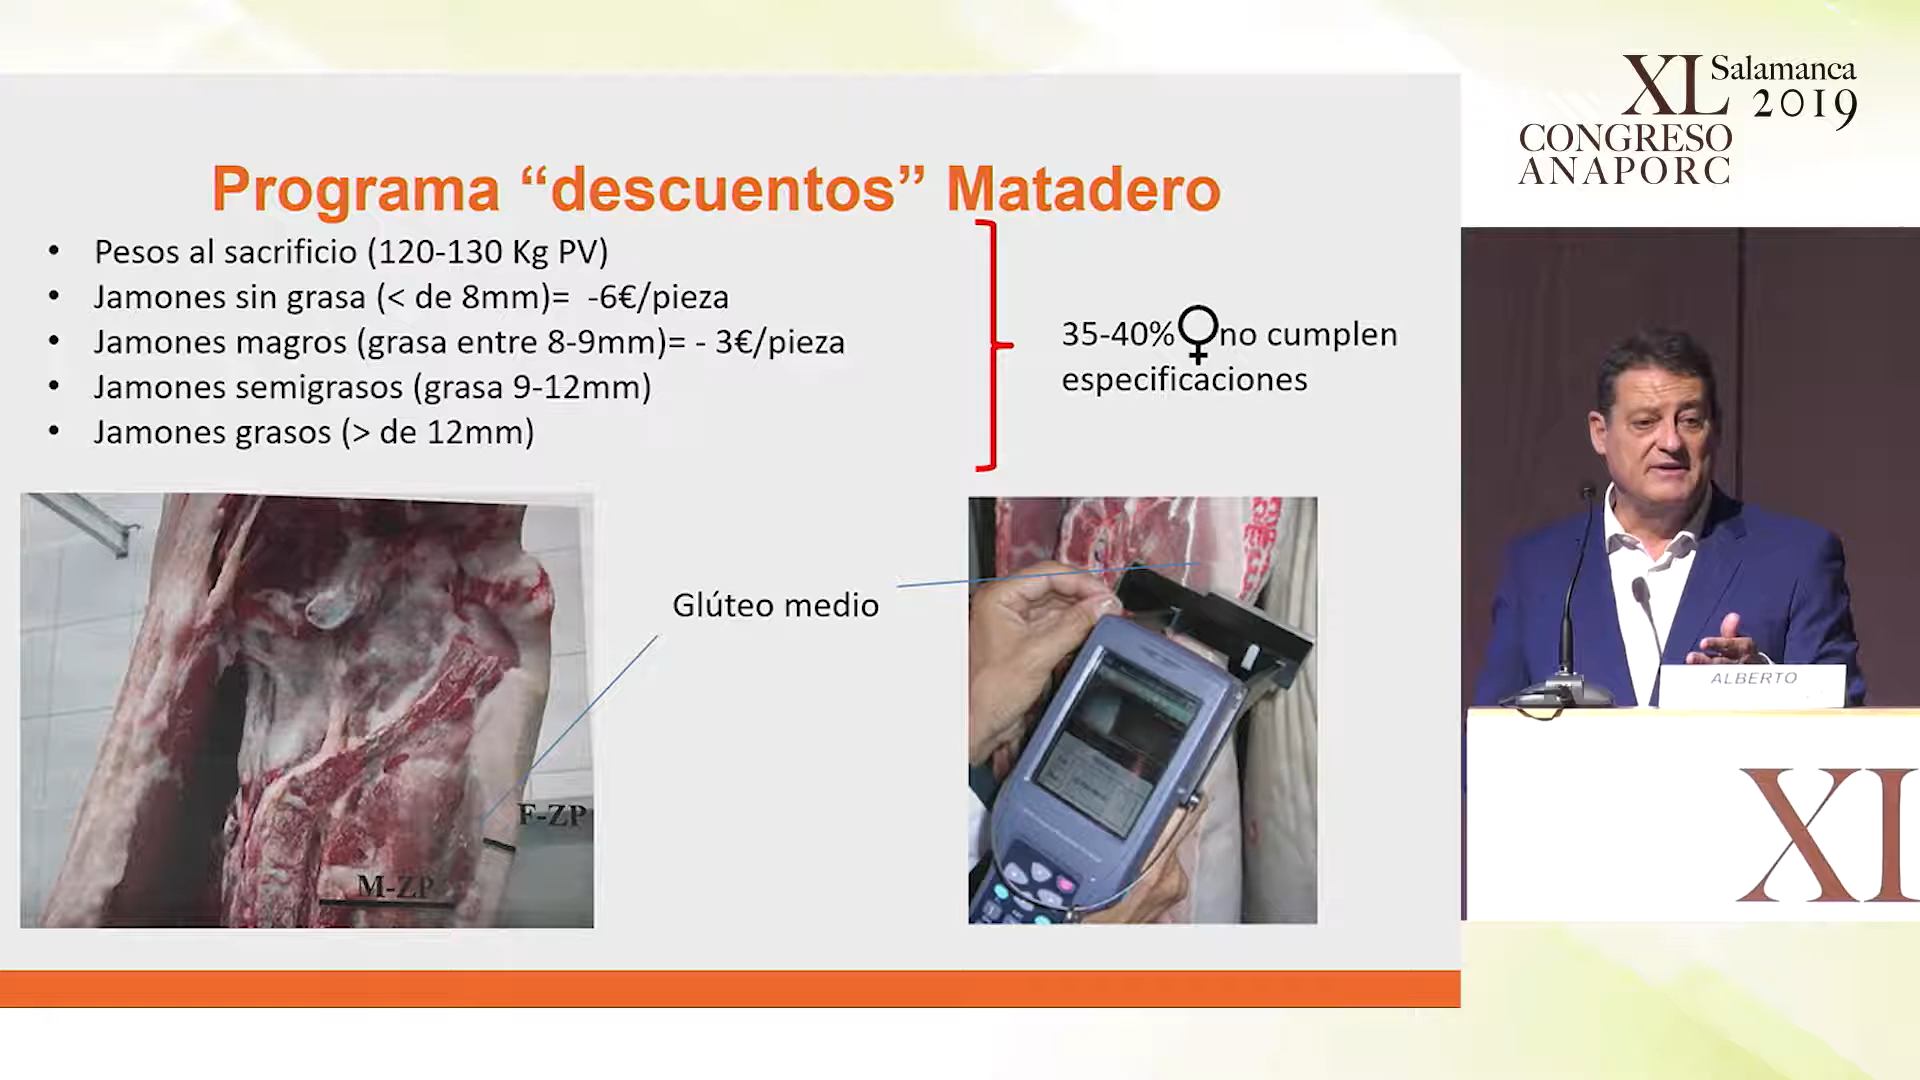 XL Salamanca
2019
CONGRESO
ANAPORC
Programa “descuentos” Matadero
• Pesos al sacrificio (120-130 Kg PV)
• Jamones sin grasa (< de 8mm)= -6€/pieza
• Jamones magros (grasa entre 8-9mm)= - 3€/pieza
• Jamones semigrasos (grasa 9-12mm)
• Jamones grasos (> de 12mm)
35-40%♀no cumplen
especificaciones
Glúteo medio
F-ZP
M-ZP
ALBERTO
XL